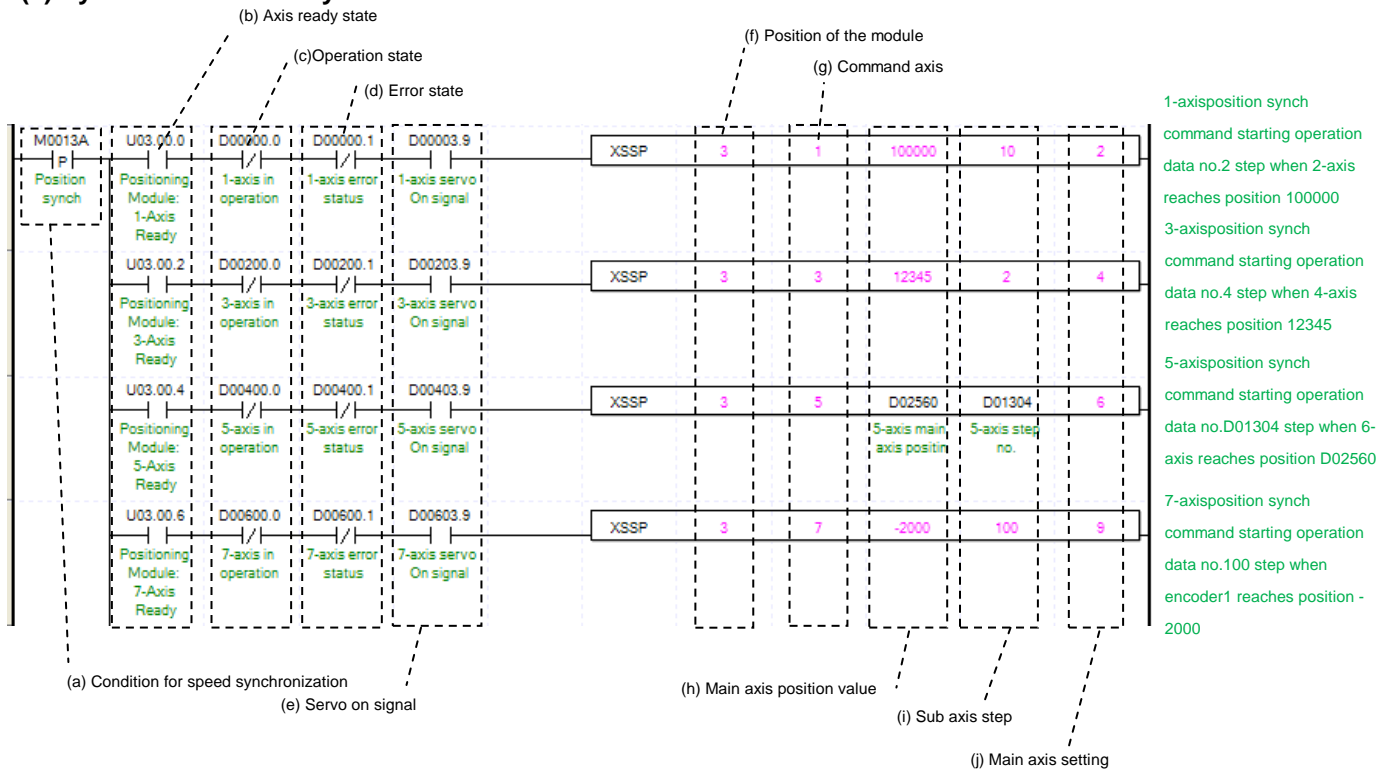 (b) Axis ready state
(c)Operation state
(d) Error state
(f) Position of the module
(g) Command axis
M0013A U03.00.0 D00000.0 D00000.1 D00003.9
P
XSSP 3 1 100000 10 2
Position synch
Positioning Module: 1-Axis Ready
1-axis in operation
1-axis error status
1-axis servo On signal
U03.00.2 D00200.0 D00200.1 D00203.9
XSSP 3 3 12345 2 4
Positioning Module: 3-Axis Ready
3-axis in operation
3-axis error status
3-axis servo On signal
U03.00.4 D00400.0 D00400.1 D00403.9
XSSP 3 5 D02560 D01304 6
Positioning Module: 5-Axis Ready
5-axis in operation
5-axis error status
5-axis servo On signal
5-axis main axis positin
5-axis step no.
U03.00.6 D00600.0 D00600.1 D00603.9
XSSP 3 7 -2000 100 9
Positioning Module: 7-Axis Ready
7-axis in operation
7-axis error status
7-axis servo On signal
1-axisposition synch
command starting operation
data no.2 step when 2-axis
reaches position 100000
3-axisposition synch
command starting operation
data no.4 step when 4-axis
reaches position 12345
5-axisposition synch
command starting operation
data no.D01304 step when 6-
axis reaches position D02560
7-axisposition synch
command starting operation
data no.100 step when
encoder1 reaches position -
2000
(a) Condition for speed synchronization
(e) Servo on signal
(h) Main axis position value
(i) Sub axis step
(j) Main axis setting